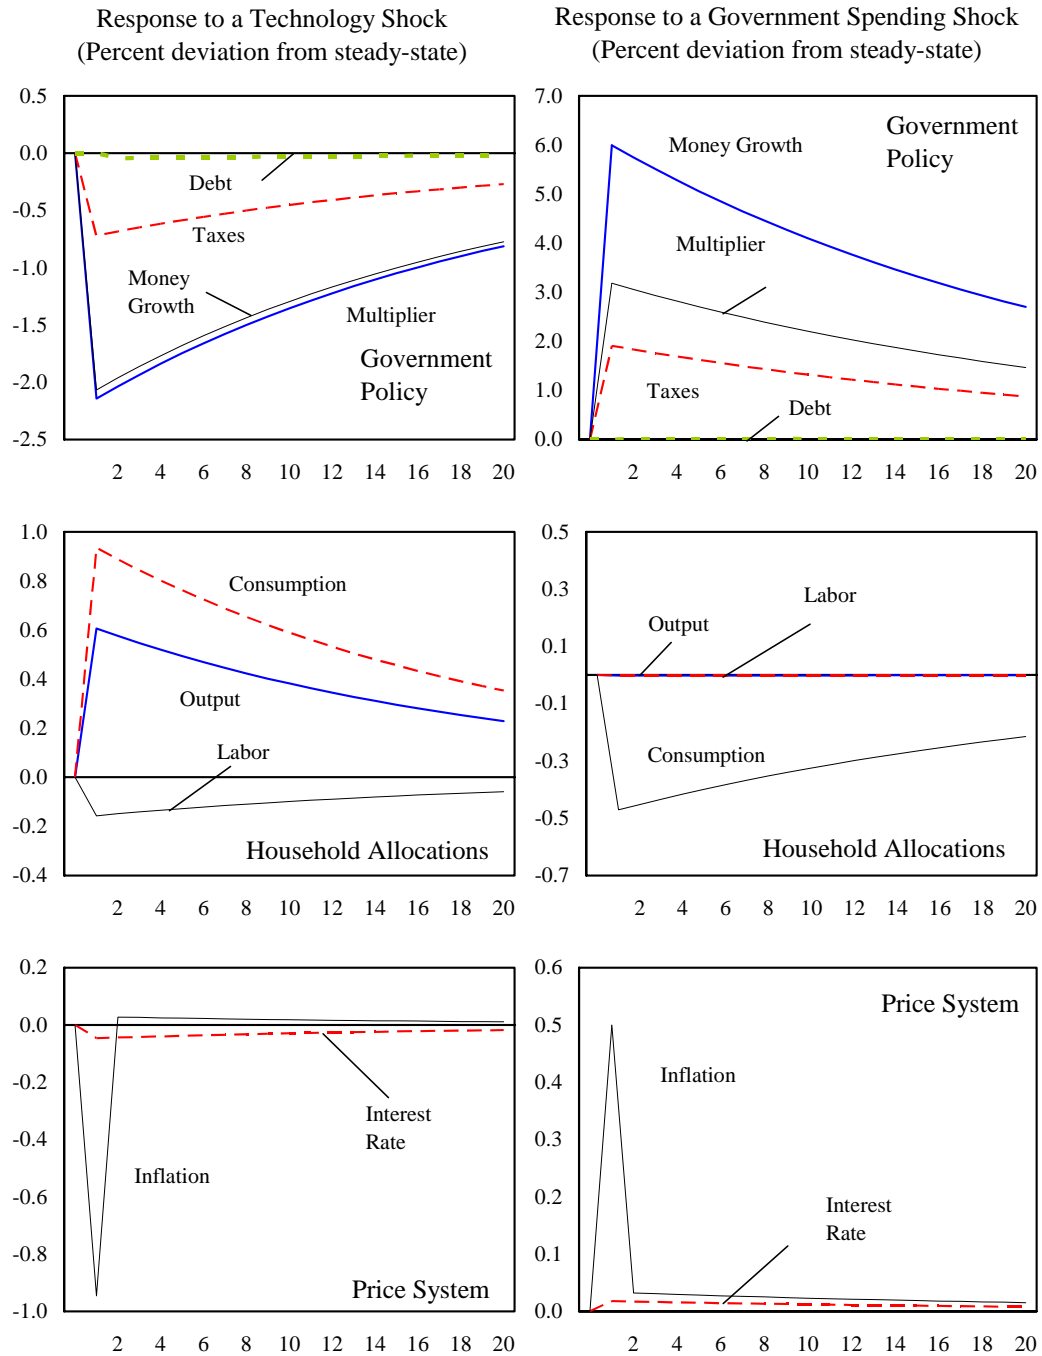 Response to a Technology Shock
(Percent deviation from steady-state)
0.5
0.0
-0.5
-1.0
-1.5
-2.0
-2.5
Debt
Taxes
Money
Growth
Multiplier
Government
Policy
2 4 6 8 10 12 14 16 18 20
Response to a Government Spending Shock
(Percent deviation from steady-state)
7.0
6.0
5.0
4.0
3.0
2.0
1.0
0.0
Government
Policy
Money Growth
Multiplier
Taxes
Debt
2 4 6 8 10 12 14 16 18 20
1.0
0.8
0.6
0.4
0.2
0.0
-0.2
-0.4
Consumption
Output
Labor
Household Allocations
2 4 6 8 10 12 14 16 18 20
0.5
0.3
0.1
-0.1
-0.3
-0.5
-0.7
Labor
Output
Consumption
Household Allocations
2 4 6 8 10 12 14 16 18 20
0.2
0.0
-0.2
-0.4
-0.6
-0.8
-1.0
Interest
Rate
Inflation
Price System
2 4 6 8 10 12 14 16 18 20
0.6
0.5
0.4
0.3
0.2
0.1
0.0
Price System
Inflation
Interest
Rate
2 4 6 8 10 12 14 16 18 20